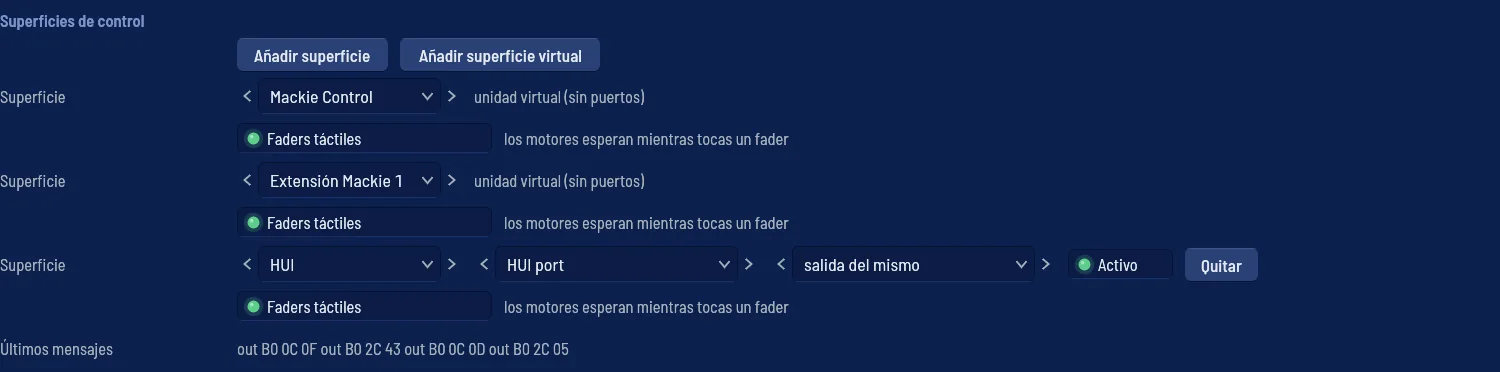 Superficies de control
Añadir superficie Añadir superficie virtual
Superficie < Mackie Control > unidad virtual (sin puertos)
Faders táctiles los motores esperan mientras tocas un fader
Superficie < Extensión Mackie 1 > unidad virtual (sin puertos)
Faders táctiles los motores esperan mientras tocas un fader
Superficie < HUI > < HUI port > < salida del mismo > Activo Quitar
Faders táctiles los motores esperan mientras tocas un fader
Últimos mensajes out B0 0C 0F out B0 2C 43 out B0 0C 0D out B0 2C 05